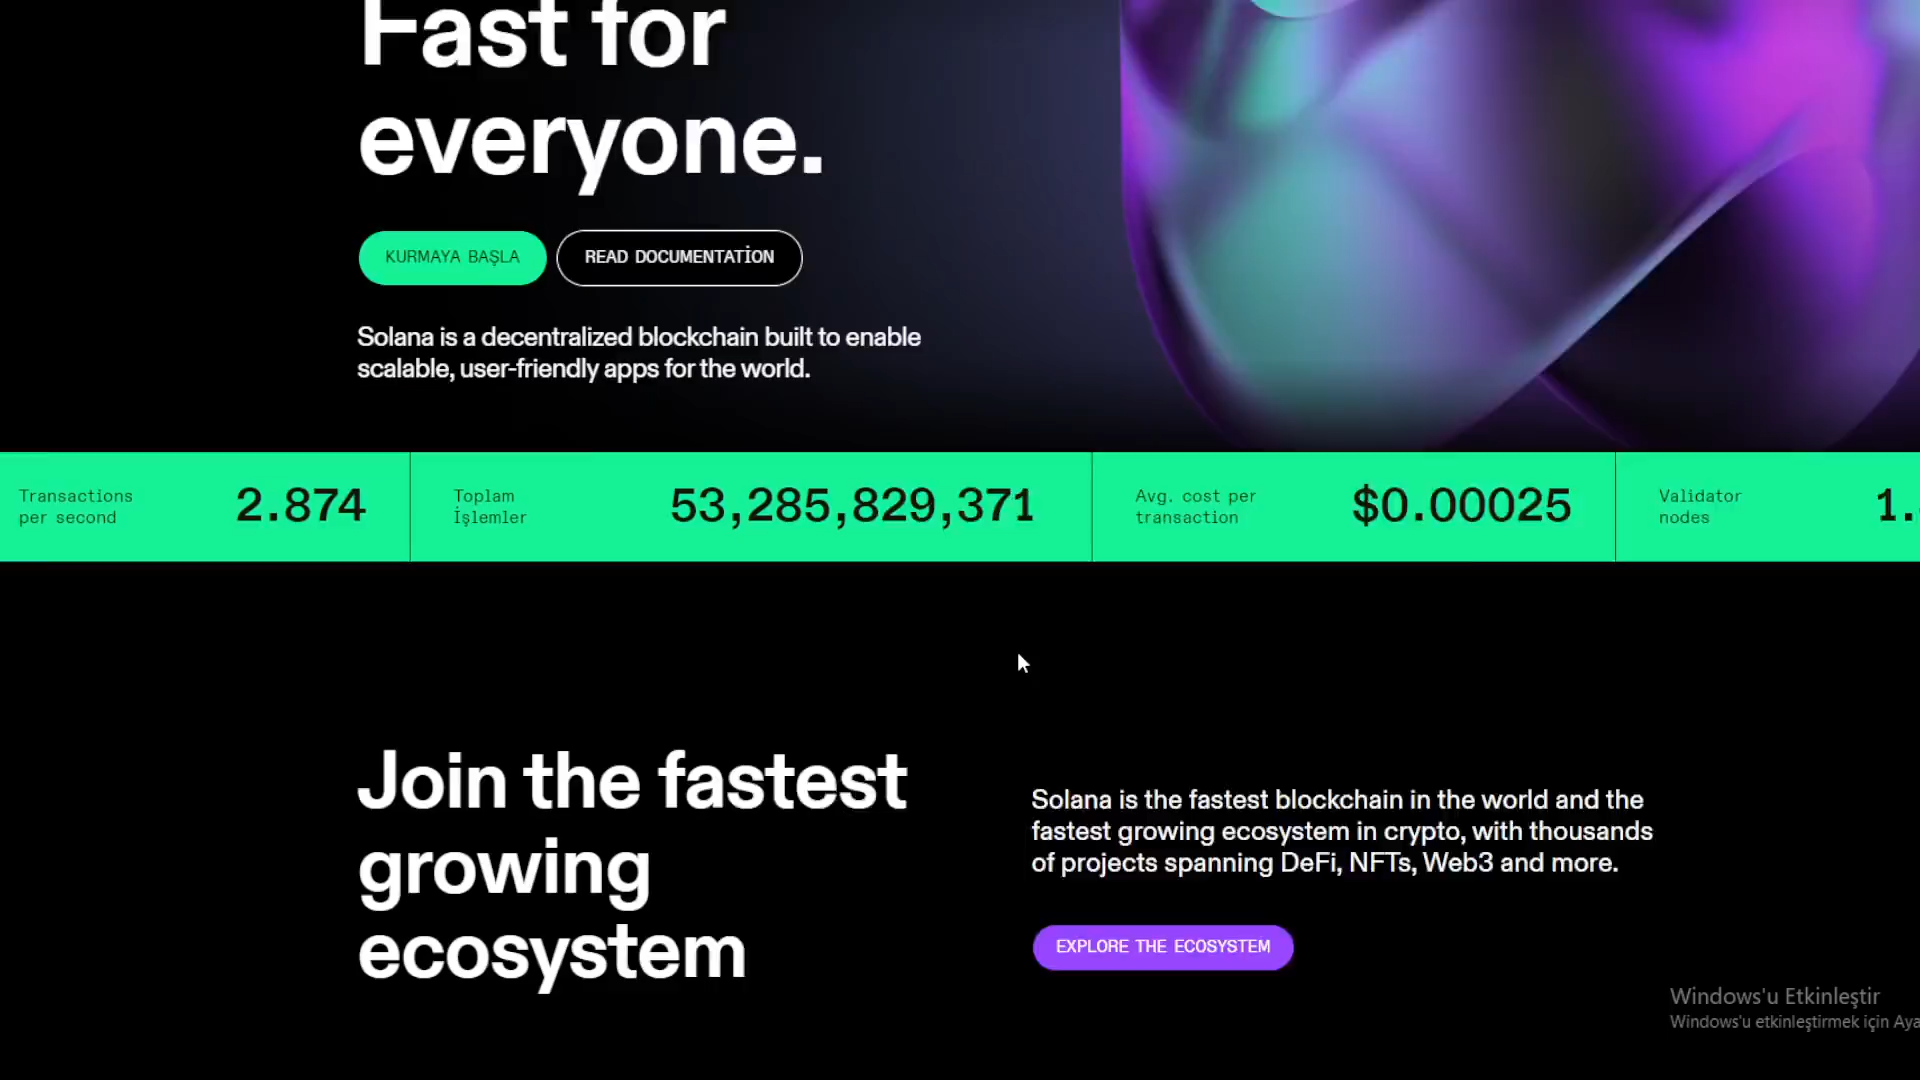 Fast for
everyone.
KURMAYA BAŞLA
READ DOCUMENTATİON
Solana is a decentralized blockchain built to enable
scalable, user-friendly apps for the world.
Transactions
per second
2.874
Toplam
İşlemler
53,285,829,371
Avg. cost per
transaction
$0.00025
Validator
nodes
1.
Join the fastest
growing
ecosystem
Solana is the fastest blockchain in the world and the
fastest growing ecosystem in crypto, with thousands
of projects spanning DeFi, NFTs, Web3 and more.
EXPLORE THE ECOSYSTEM
Windows'u Etkinleştir
Windows'u etkinleştirmek için Aya